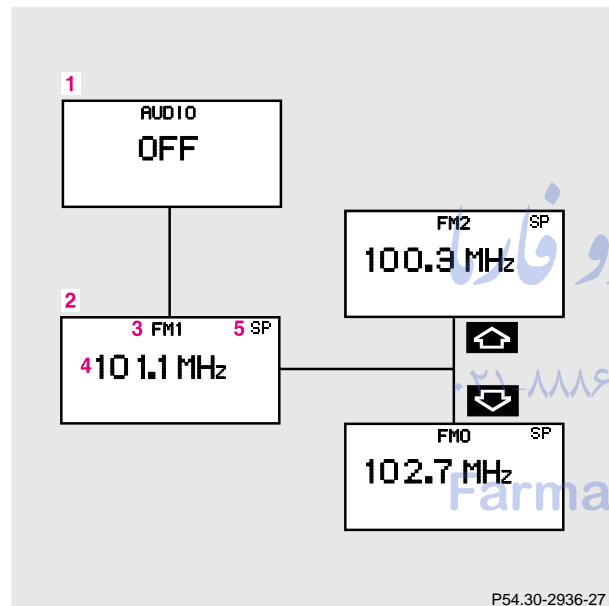 1
AUDIO
OFF
FM2 SP
100.3 MHz
2
3 FM1 5 SP
4 101.1 MHz
FM0 SP
102.7 MHz
Farma
P54.30-2936-27